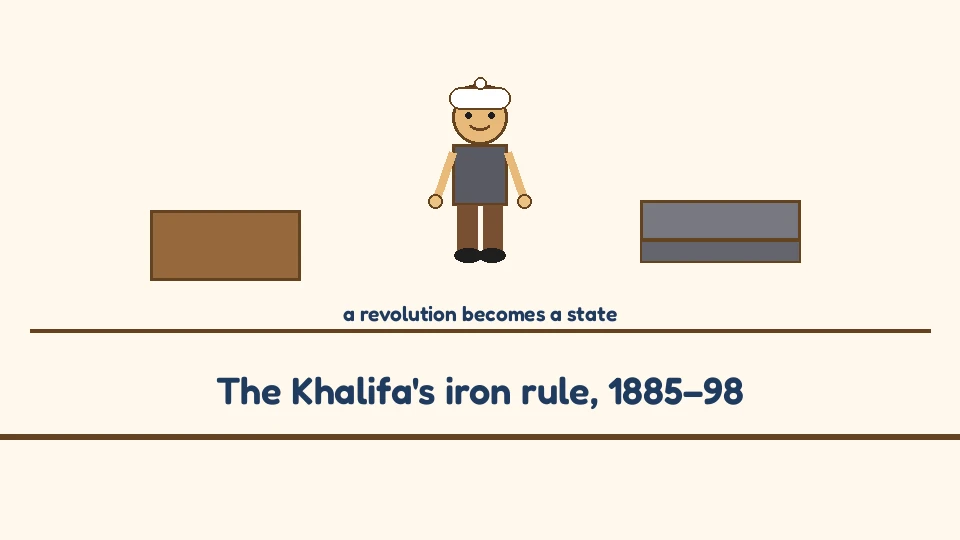 a revolution becomes a state
The Khalifa's iron rule, 1885–98